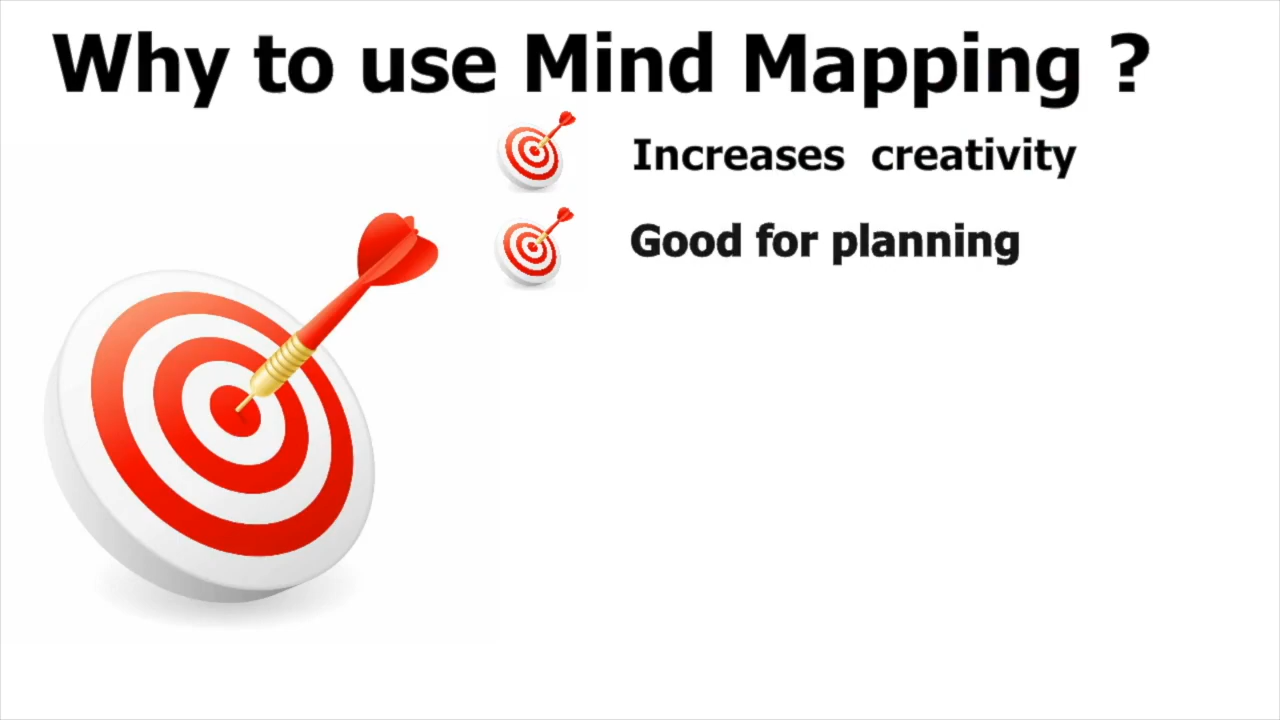 Why to use Mind Mapping ?
Increases creativity
Good for planning